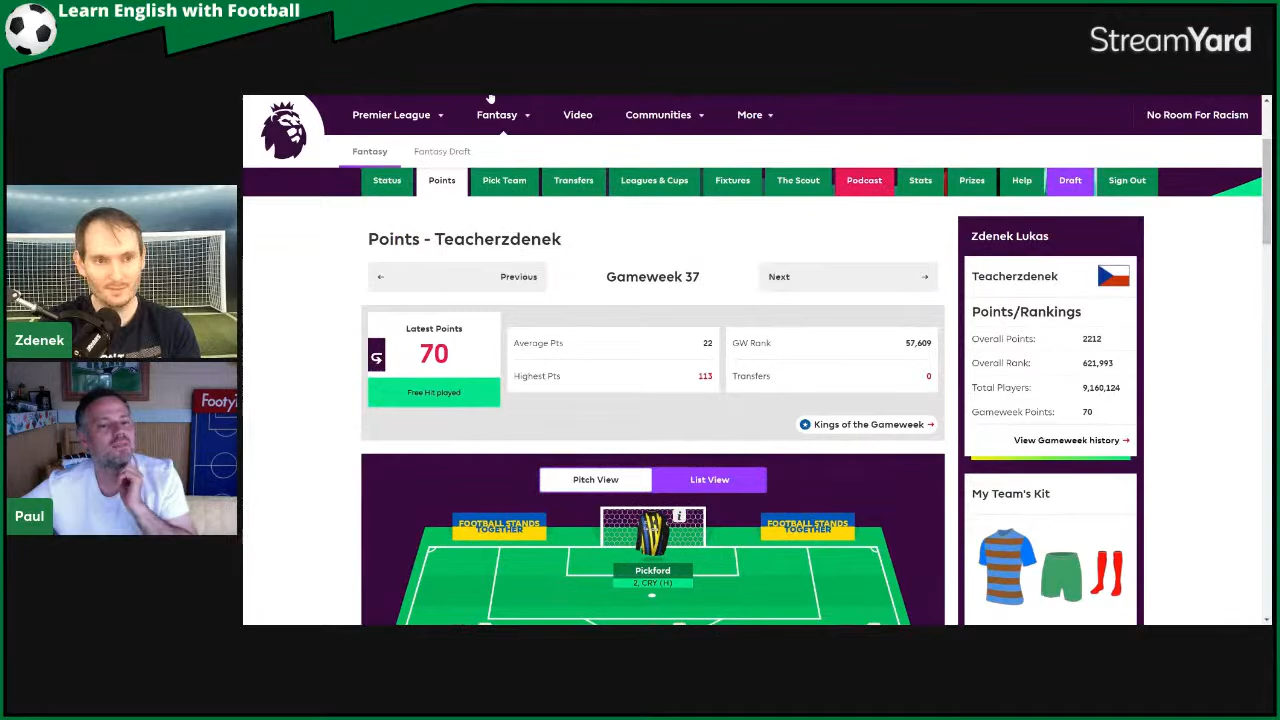 Learn English with Football
StreamYard
Premier League
Fantasy
Video
Communities
More
No Room For Racism
Fantasy
Fantasy Draft
Status
Points
Pick Team
Transfers
Leagues & Cups
Fixtures
The Scout
Podcast
Stats
Prizes
Help
Draft
Sign Out
Points - Teacherzdenek
← Previous
Gameweek 37
Next →
Latest Points
70
Free Hit played
Average Pts 22
Highest Pts 113
GW Rank 57,609
Transfers 0
Kings of the Gameweek →
Zdenek Lukas
Teacherzdenek
Points/Rankings
Overall Points: 2212
Overall Rank: 621,993
Total Players: 9,160,124
Gameweek Points: 70
View Gameweek history →
My Team's Kit
Pitch View
List View
FOOTBALL STANDS
TOGETHER
FOOTBALL STANDS
TOGETHER
i
Pickford
2, CRY (H)
Zdenek
Paul